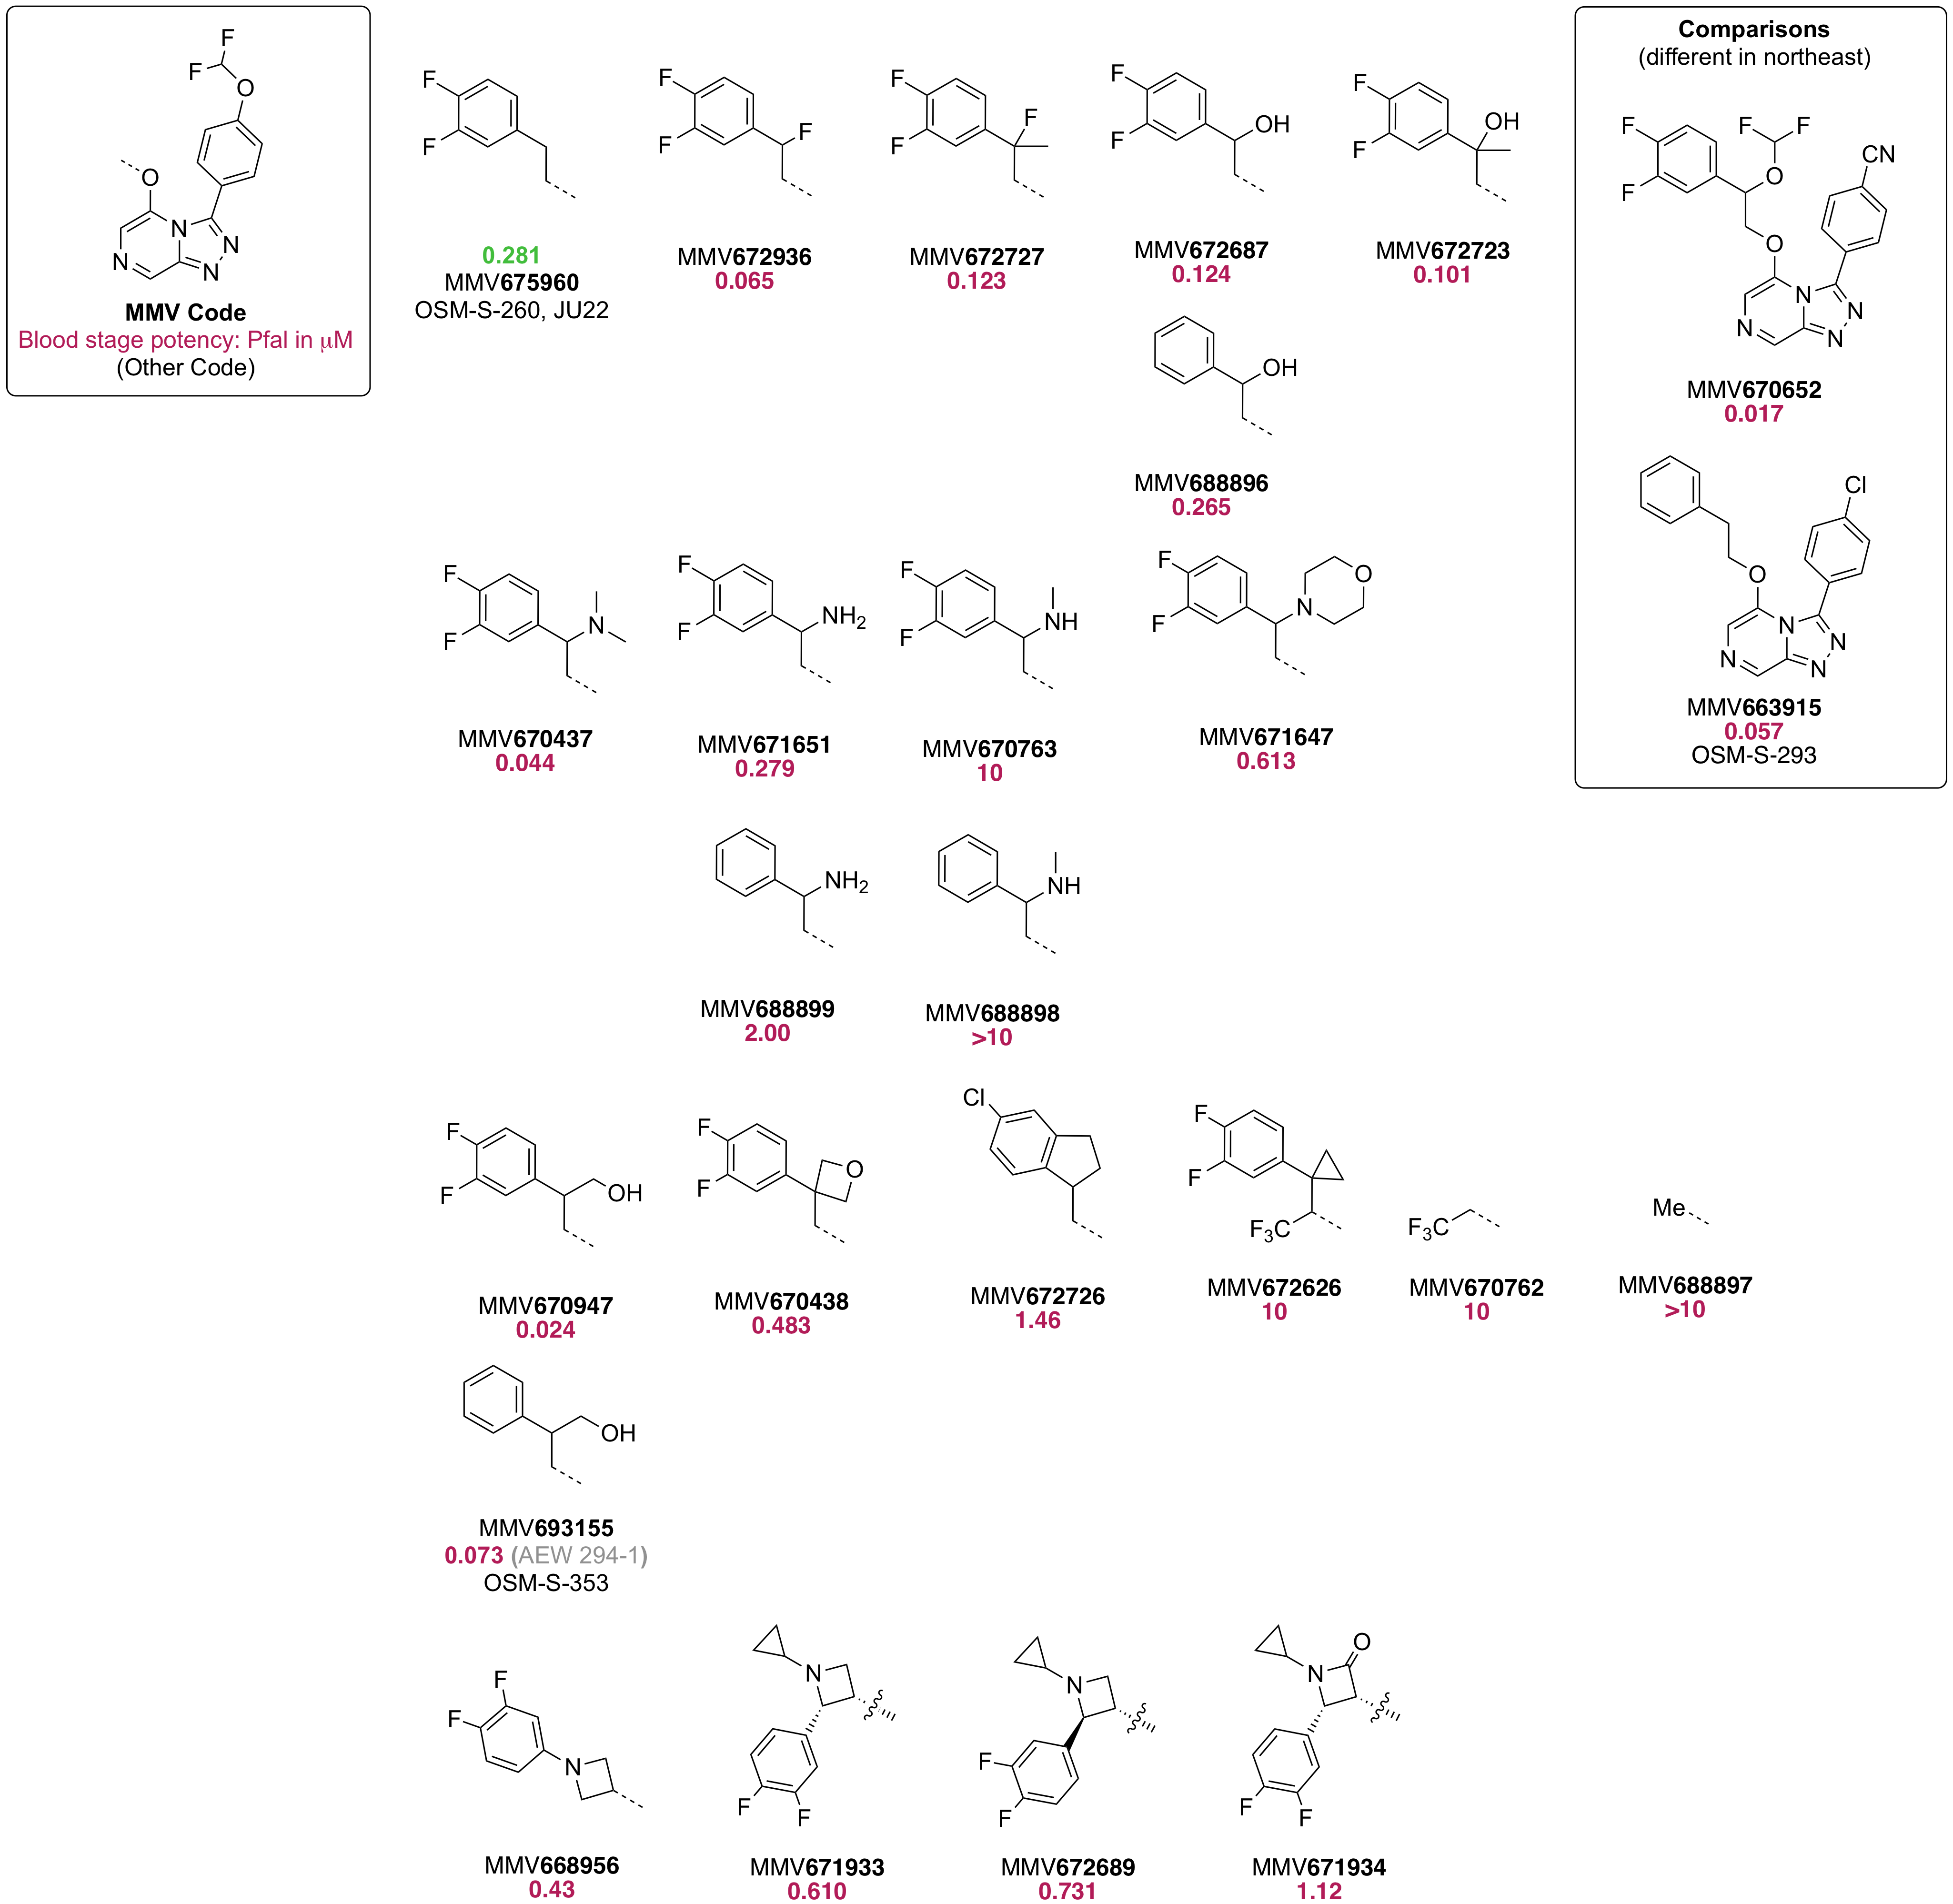 F
F
O
O
N
N
N
N
MMV Code
Blood stage potency: Pfal in μM
(Other Code)
F
F
0.281
MMV675960
OSM-S-260, JU22
F
F
F
MMV672936
0.065
F
F
F
MMV672727
0.123
F
F
OH
MMV672687
0.124
F
F
OH
MMV672723
0.101
OH
MMV688896
0.265
Comparisons
(different in northeast)
F
F
F
F
O
O
CN
N
N
N
N
MMV670652
0.017
Cl
O
N
N
N
N
MMV663915
0.057
OSM-S-293
F
F
N
MMV670437
0.044
F
F
NH2
MMV671651
0.279
F
F
NH
MMV670763
10
F
F
N
O
MMV671647
0.613
NH2
MMV688899
2.00
NH
MMV688898
>10
F
F
OH
MMV670947
0.024
F
F
O
MMV670438
0.483
Cl
MMV672726
1.46
F
F
F3C
MMV672626
10
F3C
MMV670762
10
Me
MMV688897
>10
OH
MMV693155
0.073 (AEW 294-1)
OSM-S-353
F
F
N
MMV668956
0.43
N
F
F
MMV671933
0.610
N
F
F
MMV672689
0.731
O
N
F
F
MMV671934
1.12